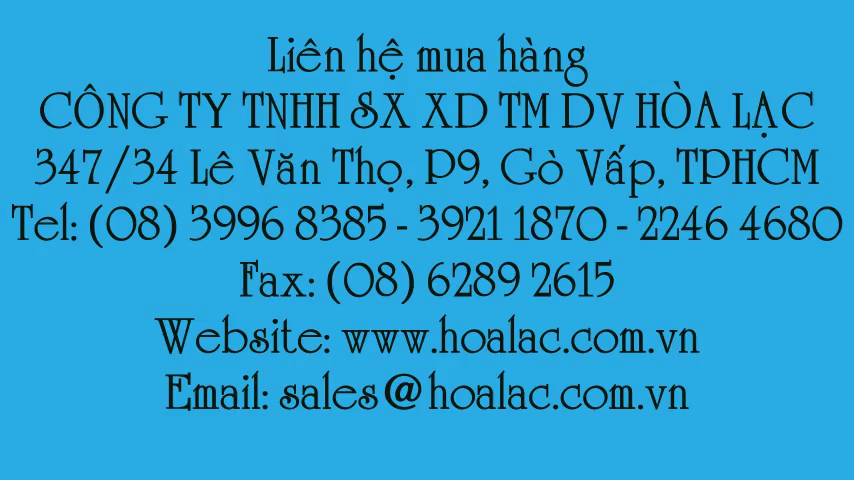 Liên hệ mua hàng
CÔNG TY TNHH SX XD TM DV HÒA LẠC
347/34 Lê Văn Thọ, P9, Gò Vấp, TPHCM
Tel: (08) 3996 8385 - 3921 1870 - 2246 4680
Fax: (08) 6289 2615
Website: www.hoalac.com.vn
Email: sales@hoalac.com.vn